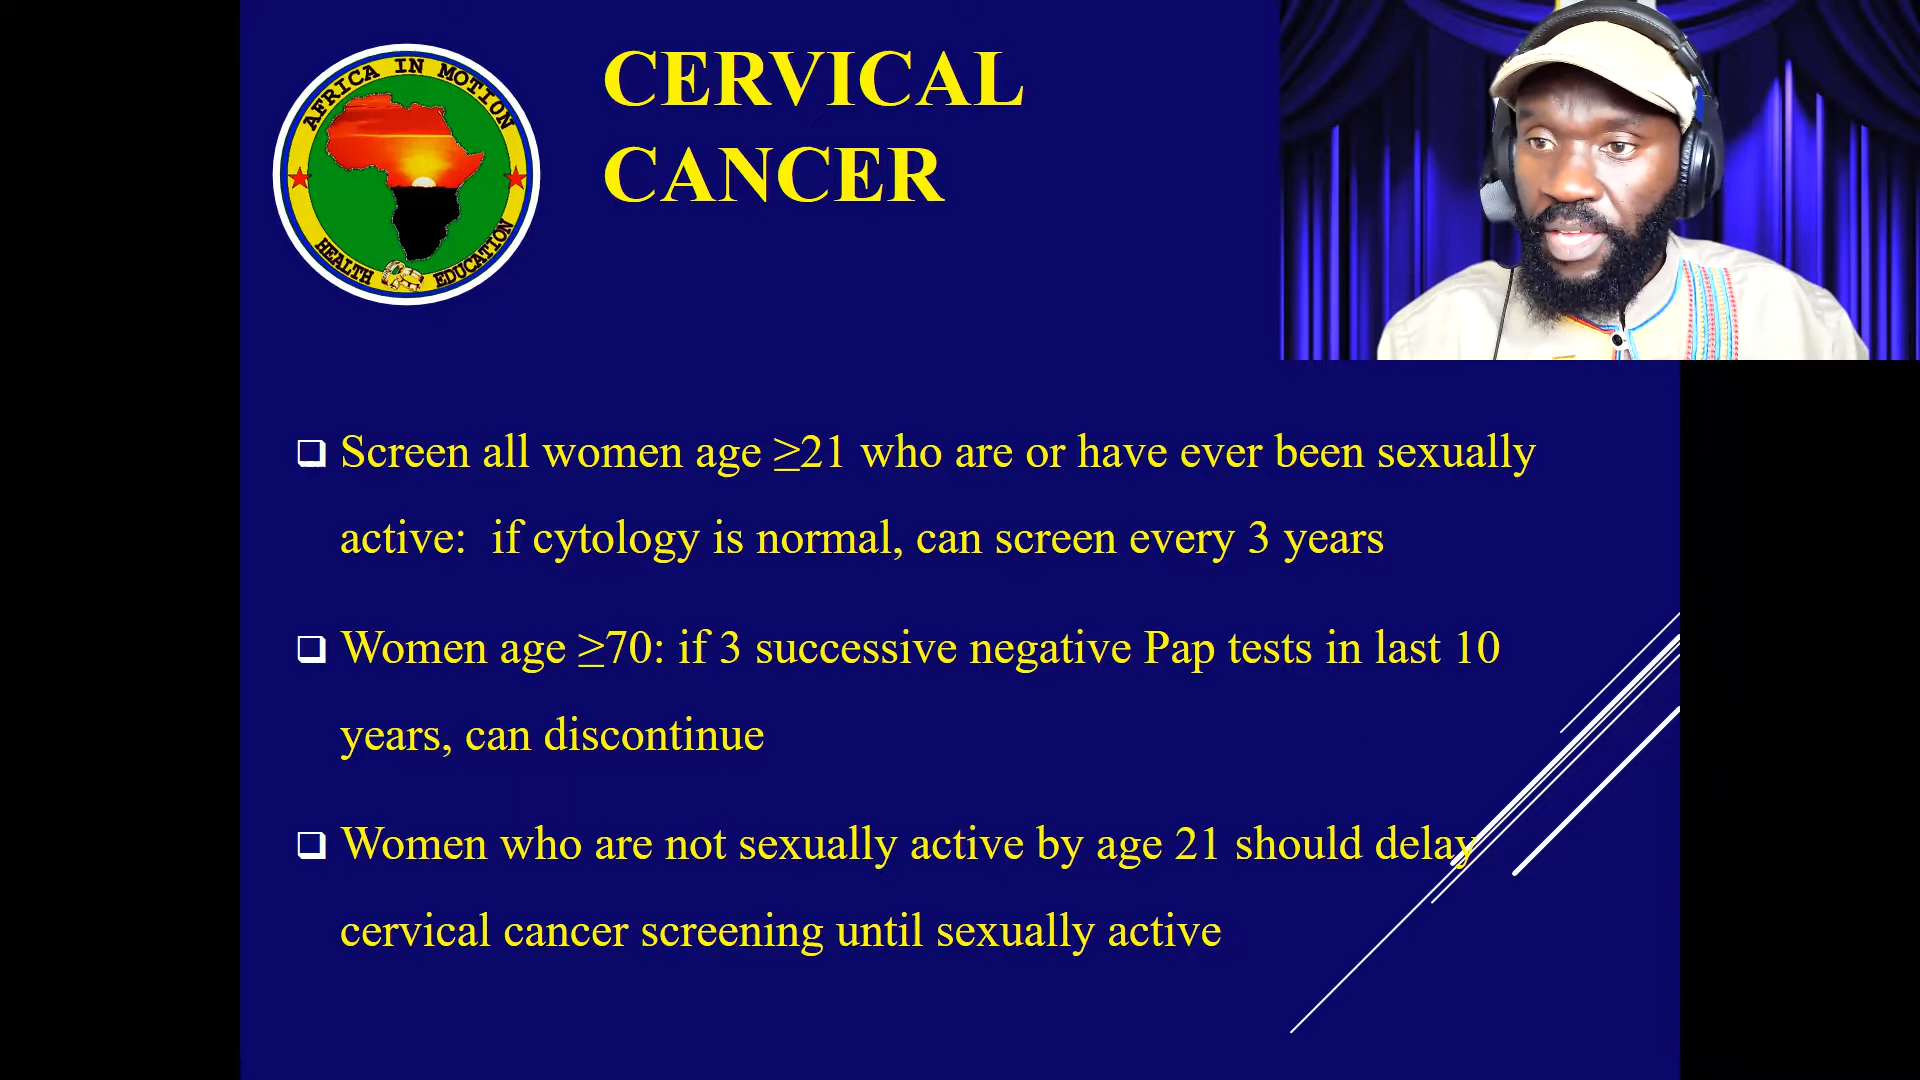 AFRICA IN MOTION
HEALTH EDUCATION
CERVICAL
CANCER
Screen all women age ≥21 who are or have ever been sexually
active: if cytology is normal, can screen every 3 years
Women age ≥70: if 3 successive negative Pap tests in last 10
years, can discontinue
Women who are not sexually active by age 21 should delay
cervical cancer screening until sexually active